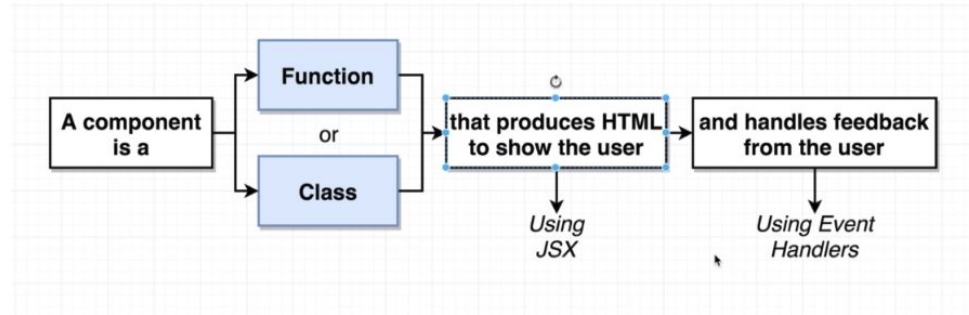 A component
is a
Function
or
Class
that produces HTML
to show the user
Using
JSX
and handles feedback
from the user
Using Event
Handlers